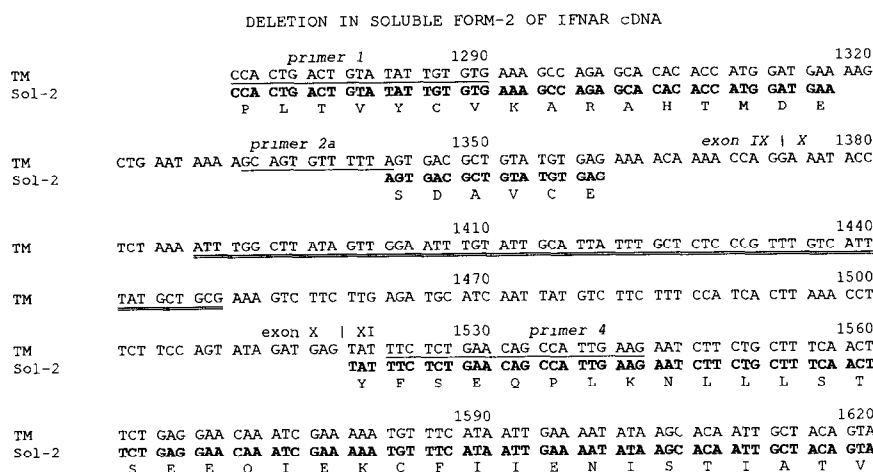 DELETION IN SOLUBLE FORM-2 OF IFNAR cDNA
primer 1 1290 1320
TM CCA CTG ACT GTA TAT TGT GTG AAA GCC AGA GCA CAC ACC ATG GAT GAA AAG
Sol-2 CCA CTG ACT GTA TAT TGT GTG AAA GCC AGA GCA CAC ACC ATG GAT GAA
P L T V Y C V K A R A H T M D E
primer 2a 1350 exon IX | X 1380
TM CTG AAT AAA AGC AGT GTT TTT AGT GAC GCT GTA TGT GAG AAA ACA AAA CCA GGA AAT ACC
Sol-2 AGT GAC GCT GTA TGT GAG
S D A V C E
1410 1440
TM TCT AAA ATT TGG CTT ATA GTT GGA ATT TGT ATT GCA TTA TTT GCT CTC CCG TTT GTC ATT
1470 1500
TM TAT GCT GCG AAA GTC TTC TTG AGA TGC ATC AAT TAT GTC TTC TTT CCA TCA CTT AAA CCT
exon X | XI 1530 primer 4 1560
TM TCT TCC AGT ATA GAT GAG TAT TTC TCT GAA CAG CCA TTG AAG AAT CTT CTG CTT TCA ACT
Sol-2 TAT TTC TCT GAA CAG CCA TTG AAG AAT CTT CTG CTT TCA ACT
Y F S E Q P L K N L L L S T
1590 1620
TM TCT GAG GAA CAA ATC GAA AAA TGT TTC ATA ATT GAA AAT ATA AGC ACA ATT GCT ACA GTA
Sol-2 TCT GAG GAA CAA ATC GAA AAA TGT TTC ATA ATT GAA AAT ATA AGC ACA ATT GCT ACA GTA
S E E Q I E K C F I I E N I S T I A T V